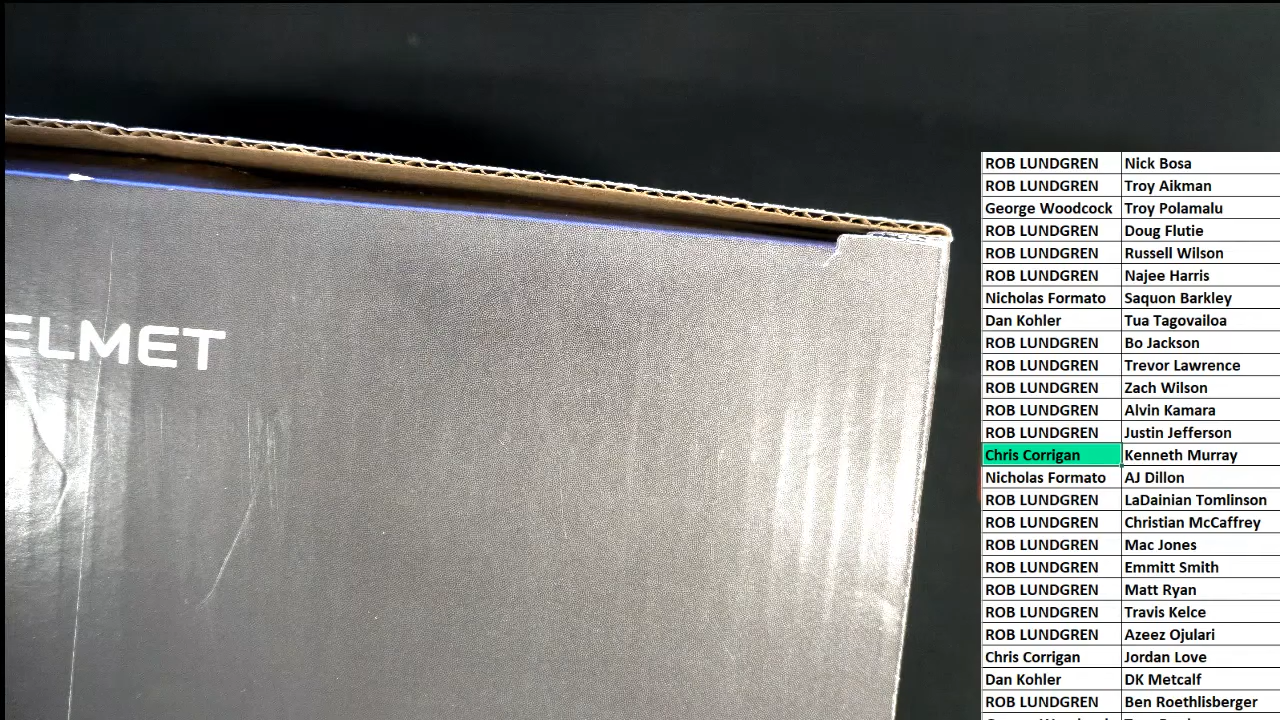 ELMET
ROB LUNDGREN Nick Bosa
ROB LUNDGREN Troy Aikman
George Woodcock Troy Polamalu
ROB LUNDGREN Doug Flutie
ROB LUNDGREN Russell Wilson
ROB LUNDGREN Najee Harris
Nicholas Formato Saquon Barkley
Dan Kohler Tua Tagovailoa
ROB LUNDGREN Bo Jackson
ROB LUNDGREN Trevor Lawrence
ROB LUNDGREN Zach Wilson
ROB LUNDGREN Alvin Kamara
ROB LUNDGREN Justin Jefferson
Chris Corrigan Kenneth Murray
Nicholas Formato AJ Dillon
ROB LUNDGREN LaDainian Tomlinson
ROB LUNDGREN Christian McCaffrey
ROB LUNDGREN Mac Jones
ROB LUNDGREN Emmitt Smith
ROB LUNDGREN Matt Ryan
ROB LUNDGREN Travis Kelce
ROB LUNDGREN Azeez Ojulari
Chris Corrigan Jordan Love
Dan Kohler DK Metcalf
ROB LUNDGREN Ben Roethlisberger